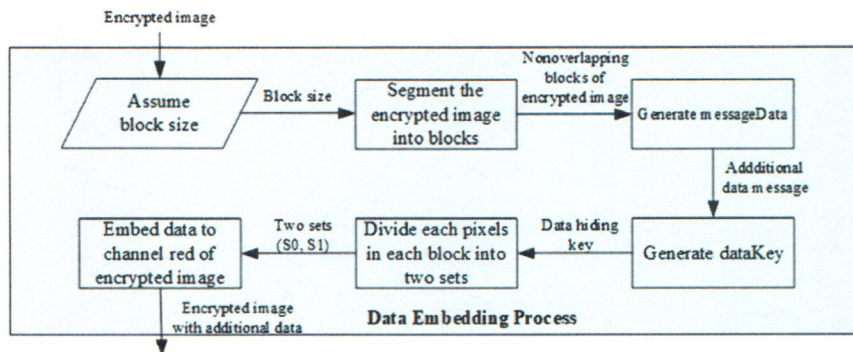 Encrypted image
Assume
block size
Block size
Segment the
encrypted image
into blocks
Nonoverlapping
blocks of
encrypted image
Generate messageData
Addditional
data message
Generate dataKey
Data hiding
key
Divide each pixels
in each block into
two sets
Two sets
(S0, S1)
Embed data to
channel red of
encrypted image
Encrypted image
with additional data
Data Embedding Process